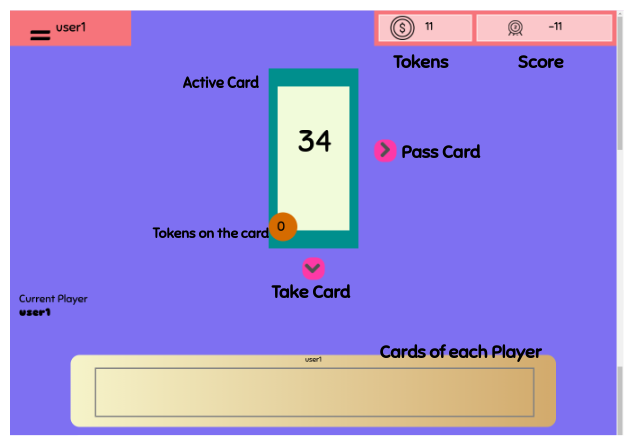 user1
11
-11
Tokens
Score
Active Card
34
Pass Card
0
Tokens on the card
Take Card
Current Player
user1
Cards of each Player
user1